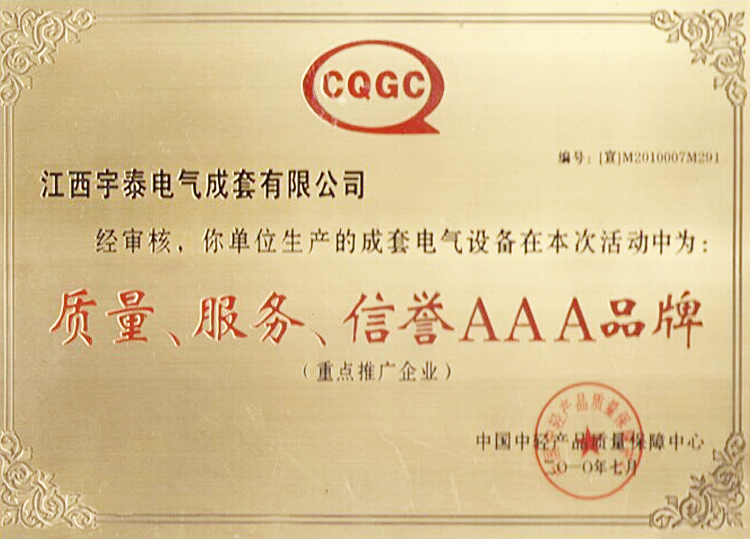 CQGC
编号：[宣]M2010007M291
江西宇泰电气成套有限公司
经审核，你单位生产的成套电气设备在本次活动中为：
质量、服务、信誉AAA品牌
（重点推广企业）
中国中轻产品质量保障中心
二〇一〇年七月